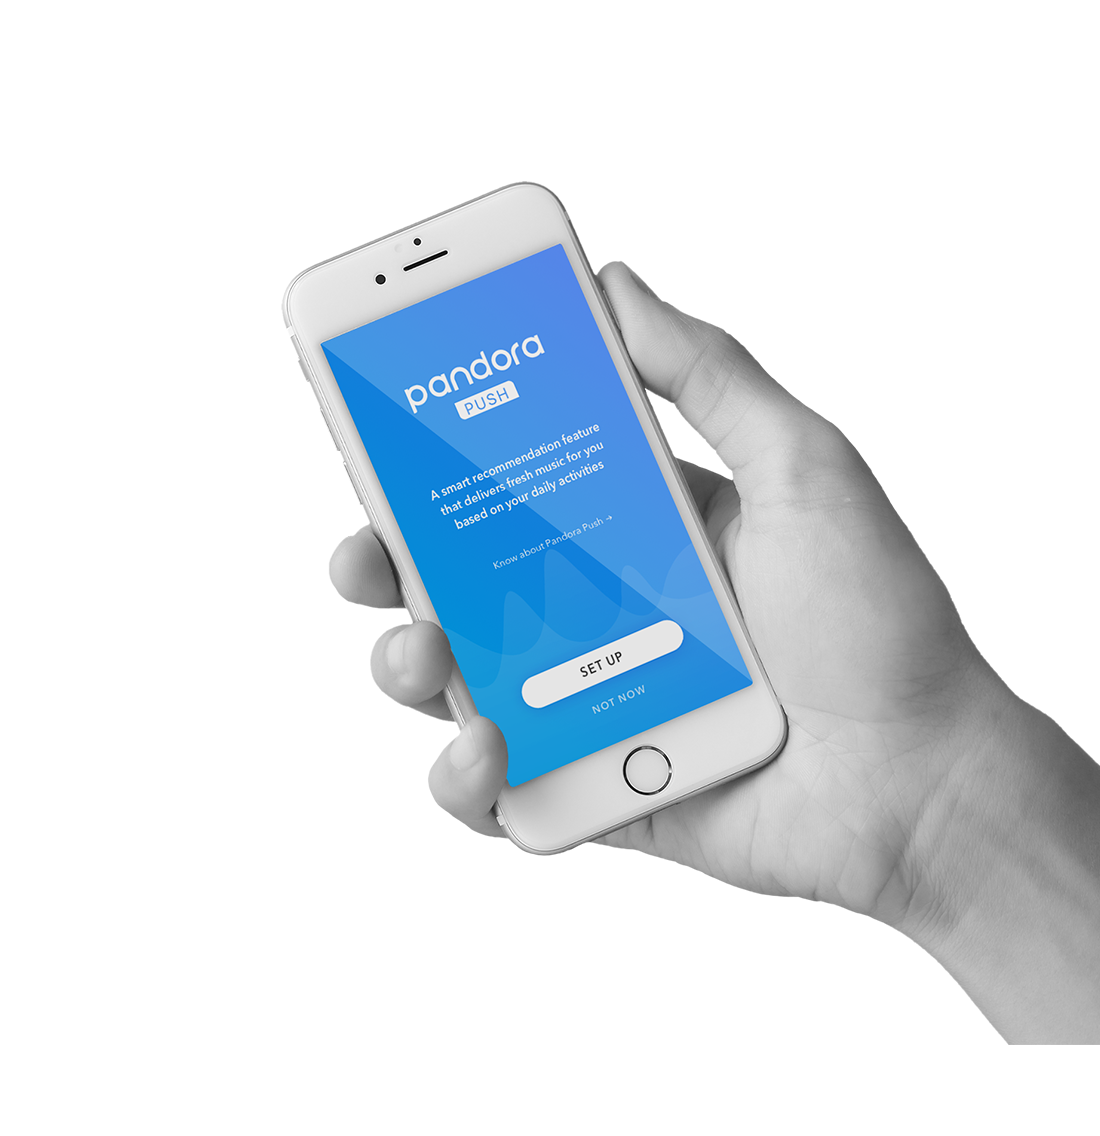 pandora
PUSH
A smart recommendation feature
that delivers fresh music for you
based on your daily activities
Know about Pandora Push →
SET UP
NOT NOW